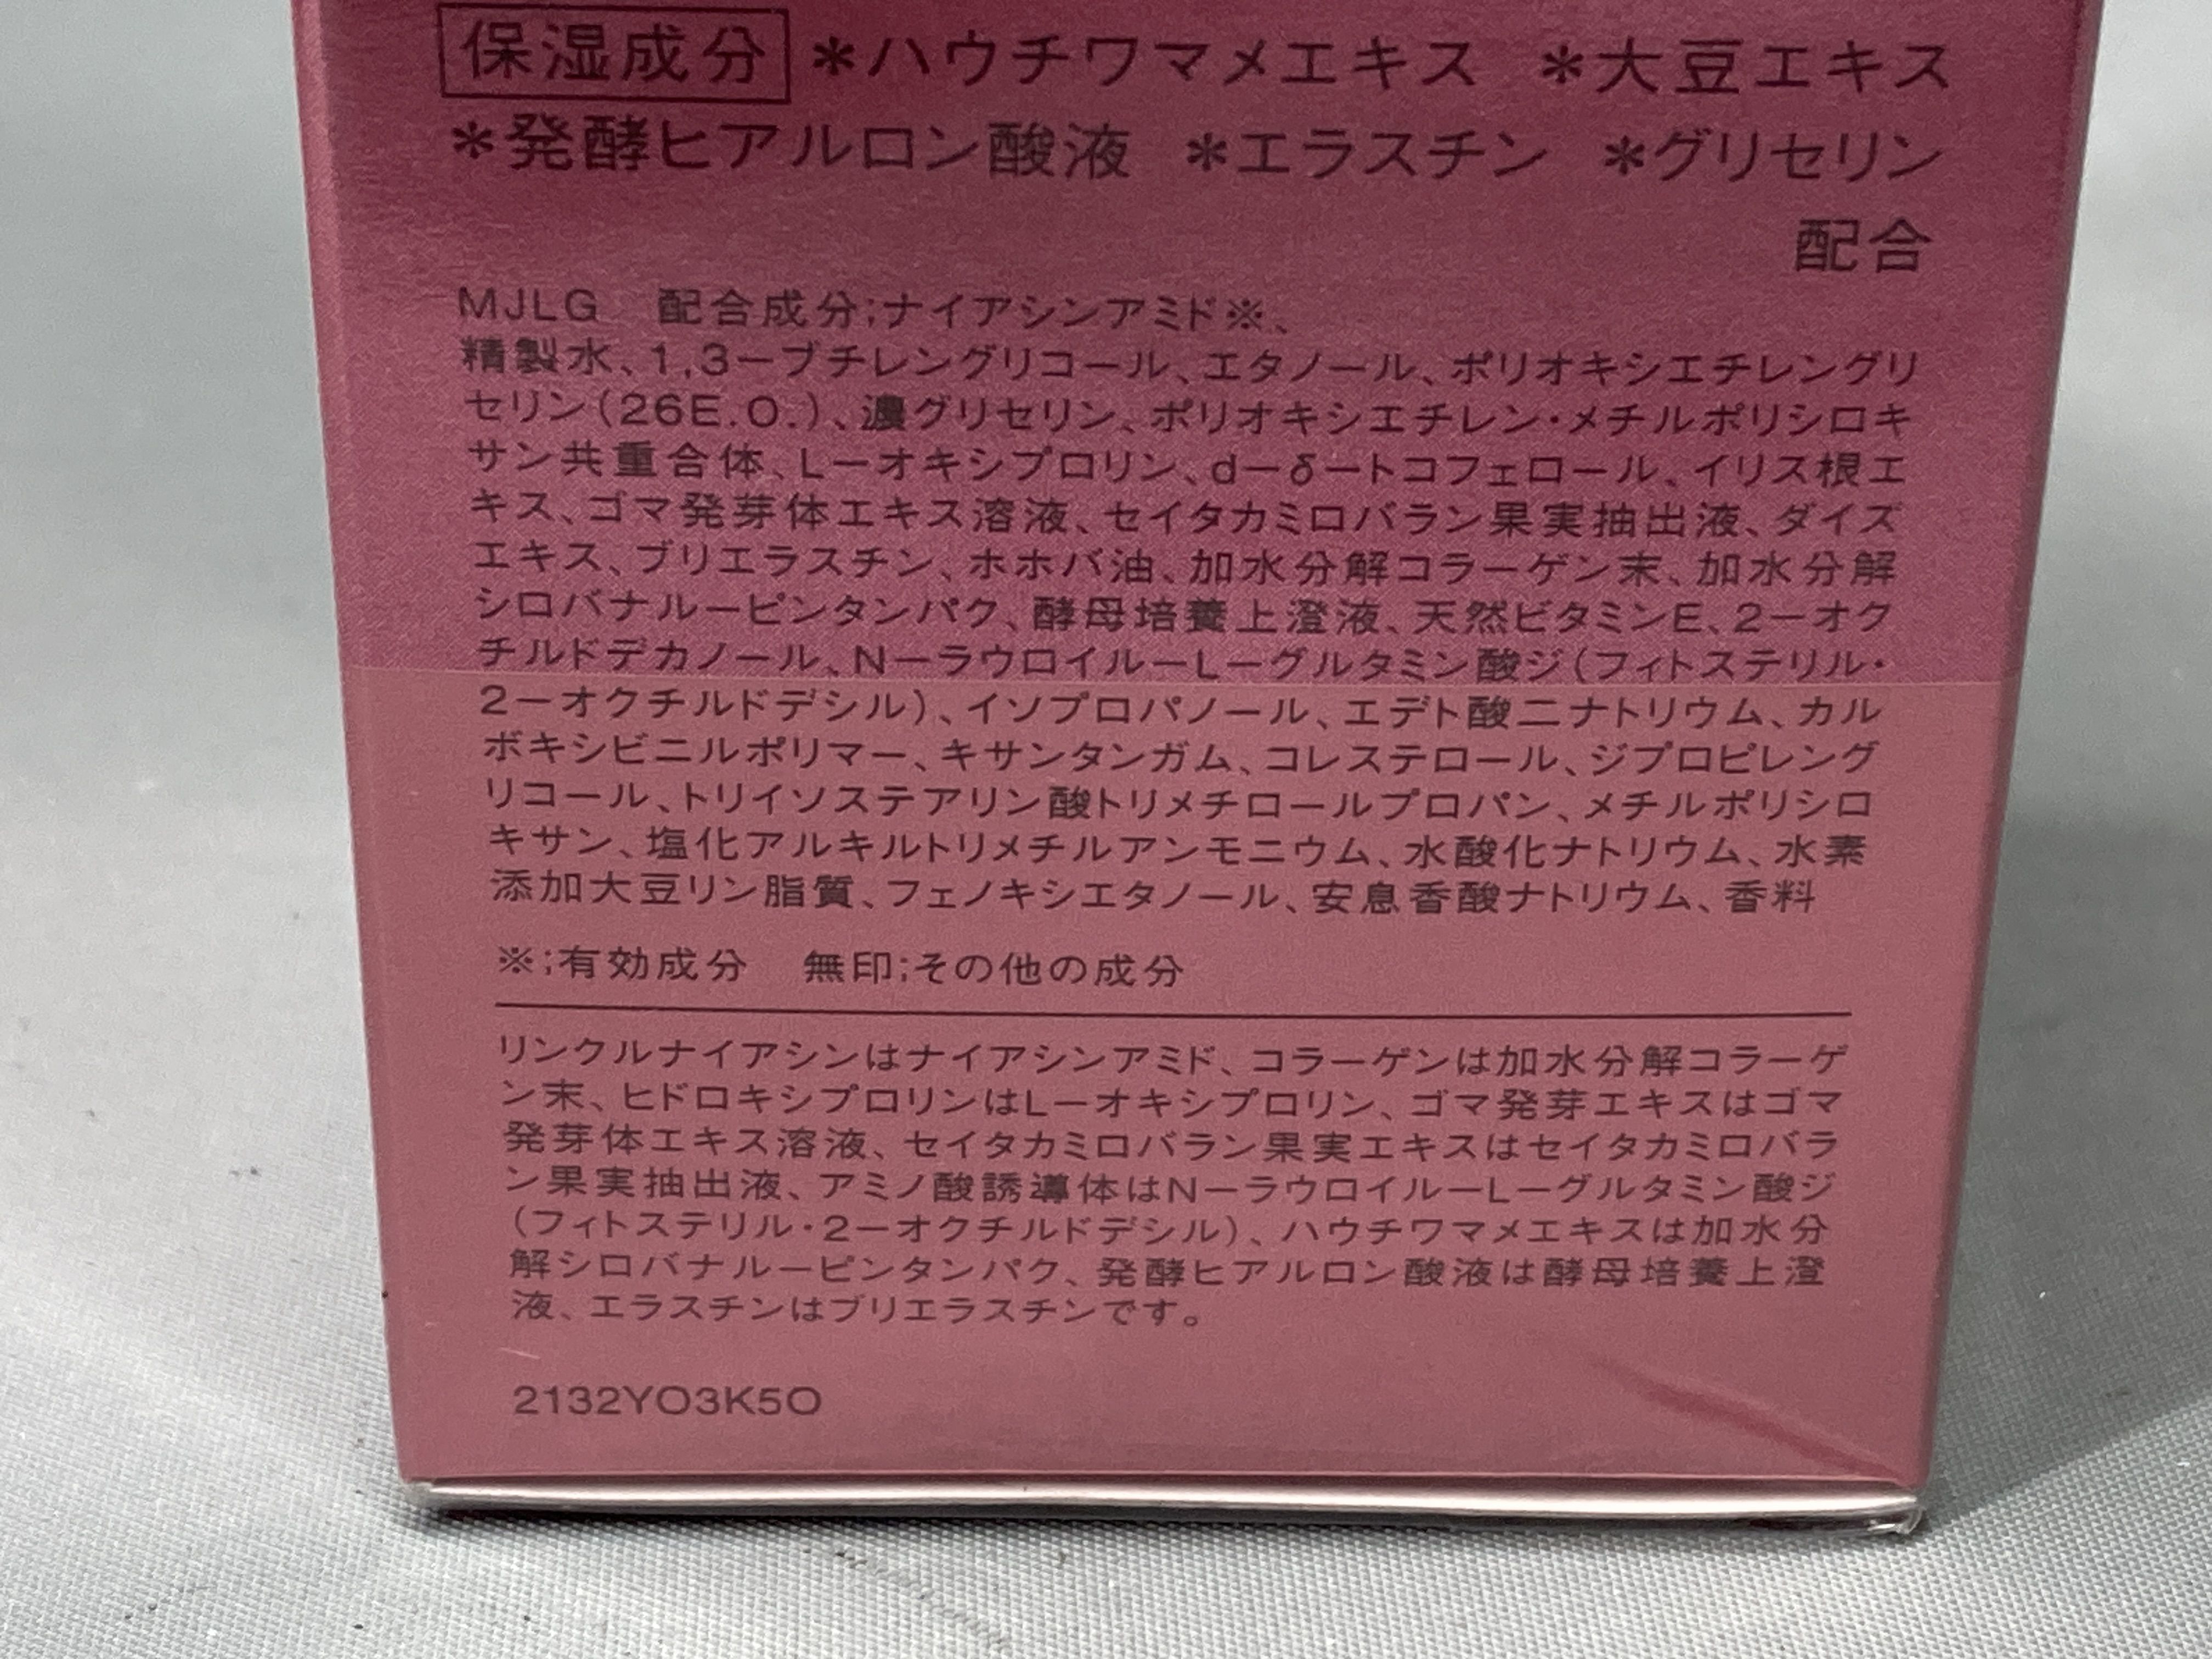 保湿成分 *ハウチワマメエキス *大豆エキス
*発酵ヒアルロン酸液 *エラスチン *グリセリン
配合
MJLG 配合成分;ナイアシンアミド※、
精製水、1,3ーブチレングリコール、エタノール、ポリオキシエチレングリ
セリン(26E.O.)、濃グリセリン、ポリオキシエチレン・メチルポリシロキ
サン共重合体、Lーオキシプロリン、dーδートコフェロール、イリス根エ
キス、ゴマ発芽体エキス溶液、セイタカミロバラン果実抽出液、ダイズ
エキス、ブリエラスチン、ホホバ油、加水分解コラーゲン末、加水分解
シロバナルーピンタンパク、酵母培養上澄液、天然ビタミンE、2ーオク
チルドデカノール、NーラウロイルーLーグルタミン酸ジ(フィトステリル・
2ーオクチルドデシル)、イソプロパノール、エデト酸二ナトリウム、カル
ボキシビニルポリマー、キサンタンガム、コレステロール、ジプロピレング
リコール、トリイソステアリン酸トリメチロールプロパン、メチルポリシロ
キサン、塩化アルキルトリメチルアンモニウム、水酸化ナトリウム、水素
添加大豆リン脂質、フェノキシエタノール、安息香酸ナトリウム、香料
※;有効成分 無印;その他の成分
リンクルナイアシンはナイアシンアミド、コラーゲンは加水分解コラーゲ
ン末、ヒドロキシプロリンはLーオキシプロリン、ゴマ発芽エキスはゴマ
発芽体エキス溶液、セイタカミロバラン果実エキスはセイタカミロバラ
ン果実抽出液、アミノ酸誘導体はNーラウロイルーLーグルタミン酸ジ
(フィトステリル・2ーオクチルドデシル)、ハウチワマメエキスは加水分
解シロバナルーピンタンパク、発酵ヒアルロン酸液は酵母培養上澄
液、エラスチンはブリエラスチンです。
2132YO3K5O